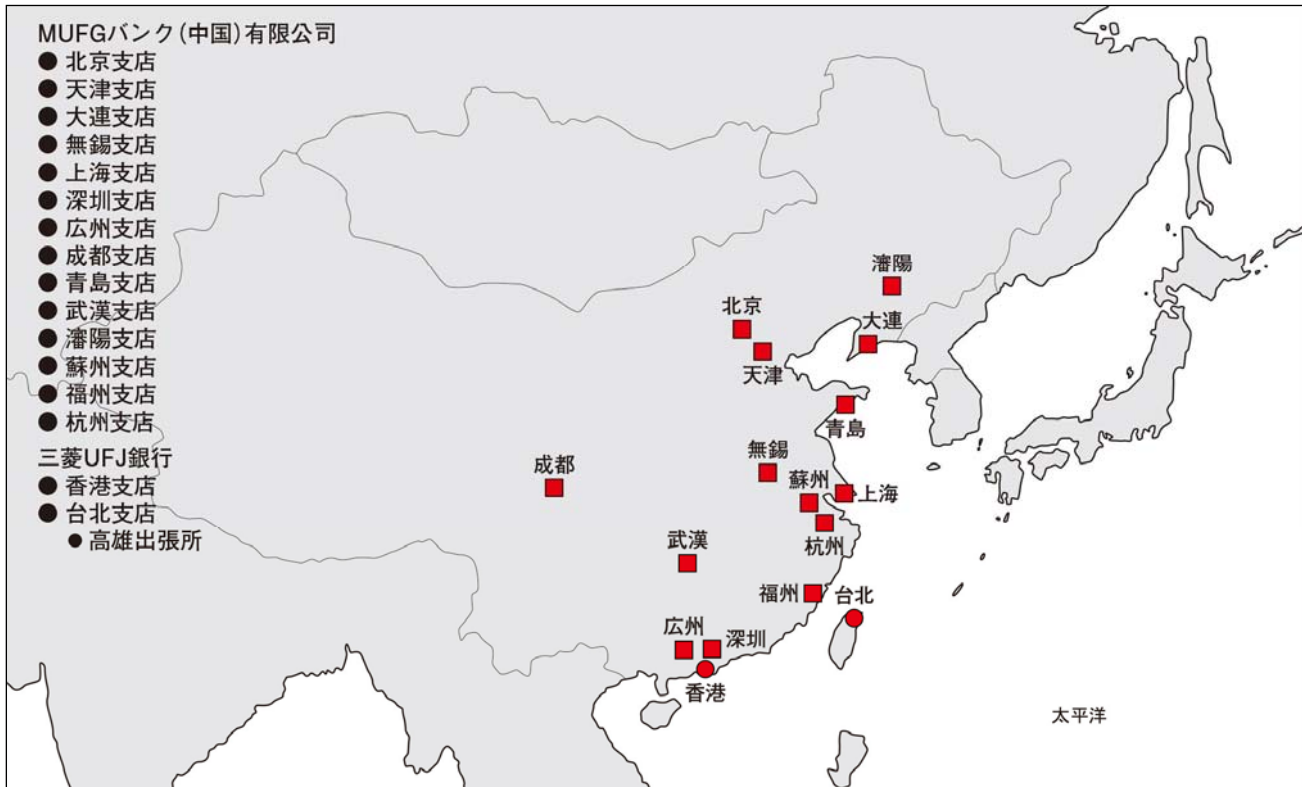 MUFGバンク(中国)有限公司
● 北京支店
● 天津支店
● 大連支店
● 無錫支店
● 上海支店
● 深圳支店
● 広州支店
● 成都支店
● 青島支店
● 武漢支店
● 瀋陽支店
● 蘇州支店
● 福州支店
● 杭州支店
三菱UFJ銀行
● 香港支店
● 台北支店
● 高雄出張所
瀋陽
北京
大連
天津
青島
無錫
成都
蘇州
上海
杭州
武漢
福州
台北
広州
深圳
香港
太平洋